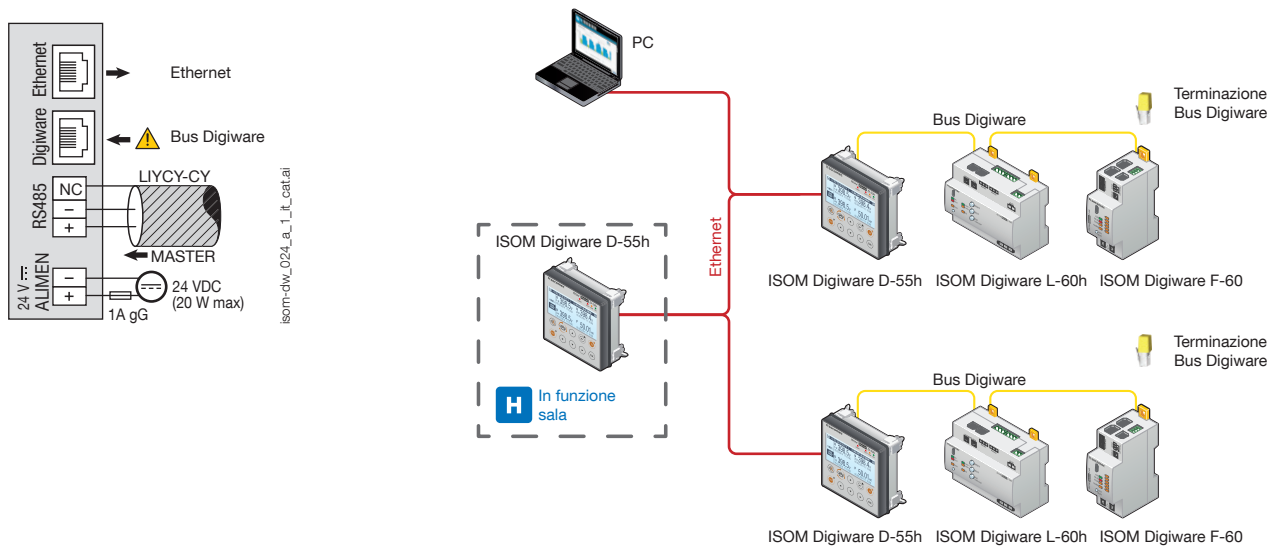 Ethernet
Ethernet
Digiware
Bus Digiware
RS485
NC
–
+
LIYCY-CY
MASTER
24 V
ALIMEN
–
+
1A gG
24 VDC
(20 W max)
isom-dw_024_a_1_it_cat.ai
PC
Ethernet
ISOM Digiware D-55h
H
In funzione
sala
Bus Digiware
Terminazione
Bus Digiware
ISOM Digiware D-55h
ISOM Digiware L-60h
ISOM Digiware F-60
Bus Digiware
Terminazione
Bus Digiware
ISOM Digiware D-55h
ISOM Digiware L-60h
ISOM Digiware F-60